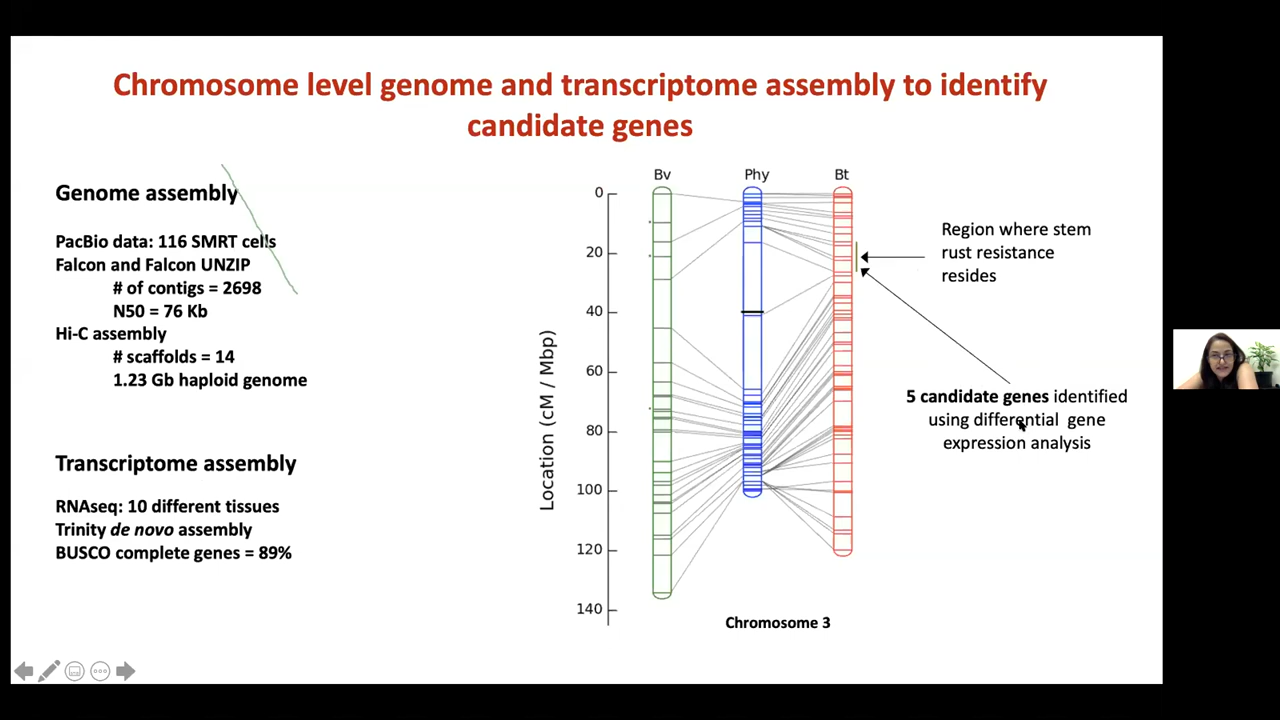 Chromosome level genome and transcriptome assembly to identify
candidate genes
Genome assembly
PacBio data: 116 SMRT cells
Falcon and Falcon UNZIP
# of contigs = 2698
N50 = 76 Kb
Hi-C assembly
# scaffolds = 14
1.23 Gb haploid genome
Transcriptome assembly
RNAseq: 10 different tissues
Trinity de novo assembly
BUSCO complete genes = 89%
Bv
Phy
Bt
Location (cM / Mbp)
0
20
40
60
80
100
120
140
Chromosome 3
Region where stem
rust resistance
resides
5 candidate genes identified
using differential gene
expression analysis